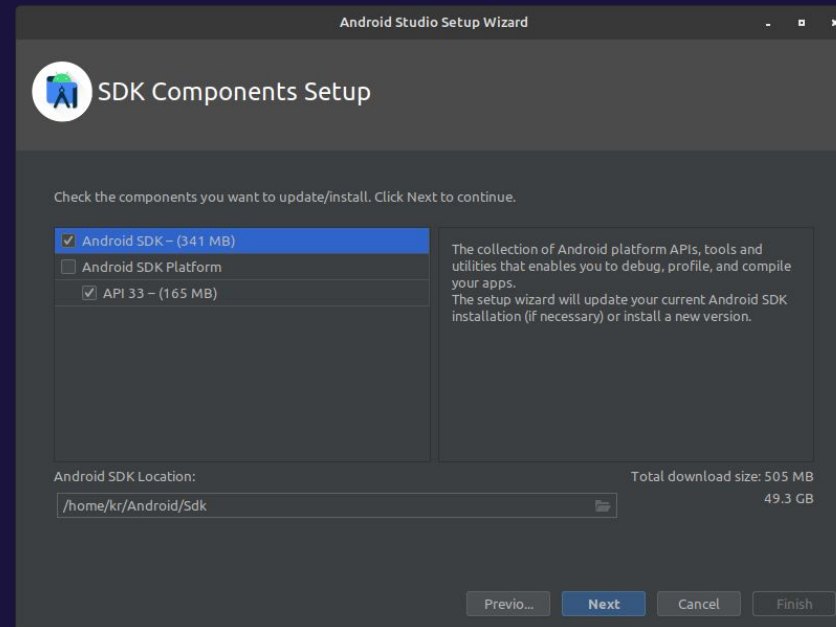 Android Studio Setup Wizard
SDK Components Setup
Check the components you want to update/install. Click Next to continue.
Android SDK – (341 MB)
Android SDK Platform
API 33 – (165 MB)
The collection of Android platform APIs, tools and
utilities that enables you to debug, profile, and compile
your apps.
The setup wizard will update your current Android SDK
installation (if necessary) or install a new version.
Android SDK Location:
Total download size: 505 MB
/home/kr/Android/Sdk
49.3 GB
Previo...
Next
Cancel
Finish